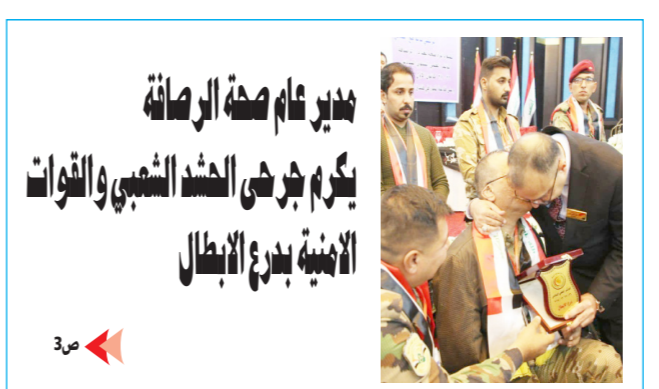 مدير عام صحة الرصافة
يكرم جرحى الحشد الشعبي والقوات
الامنية بدرع الابطال
ص3